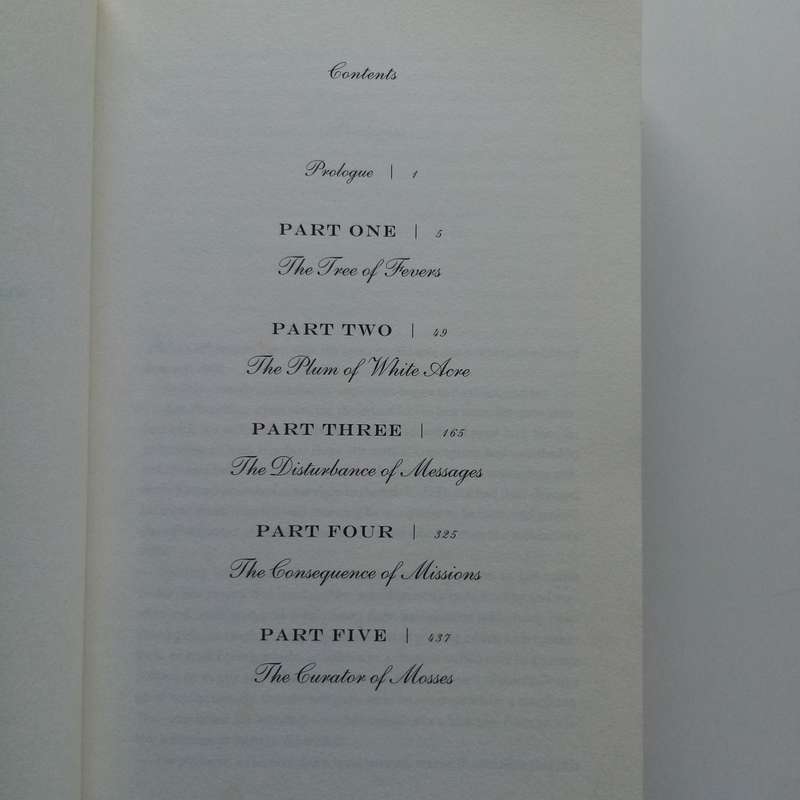 Contents
Prologue | 1
PART ONE | 5
The Tree of Fevers
PART TWO | 49
The Plum of White Acre
PART THREE | 165
The Disturbance of Messages
PART FOUR | 325
The Consequence of Missions
PART FIVE | 437
The Curator of Mosses